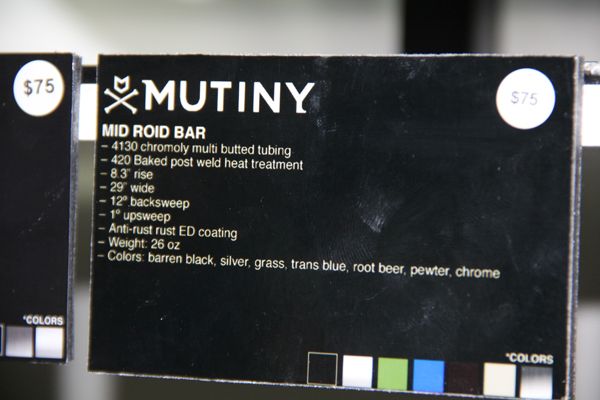 $75
*COLORS
MUTINY
$75
MID ROID BAR
- 4130 chromoly multi butted tubing
- 420 Baked post weld heat treatment
- 8.3" rise
- 29" wide
- 12º backsweep
- 1º upsweep
- Anti-rust rust ED coating
- Weight: 26 oz
- Colors: barren black, silver, grass, trans blue, root beer, pewter, chrome
*COLORS